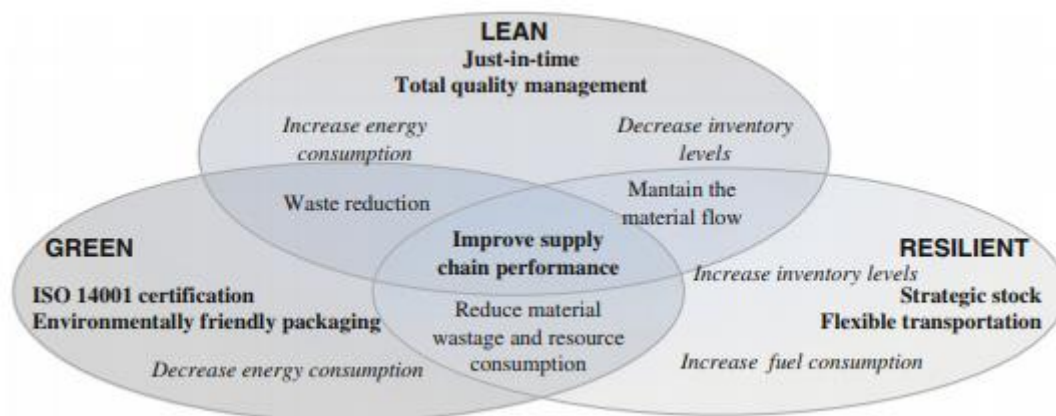 LEAN
Just-in-time
Total quality management
Increase energy
consumption
Decrease inventory
levels
Waste reduction
Mantain the
material flow
GREEN
Improve supply
chain performance
RESILIENT
Increase inventory levels
ISO 14001 certification
Environmentally friendly packaging
Strategic stock
Flexible transportation
Reduce material
wastage and resource
consumption
Decrease energy consumption
Increase fuel consumption